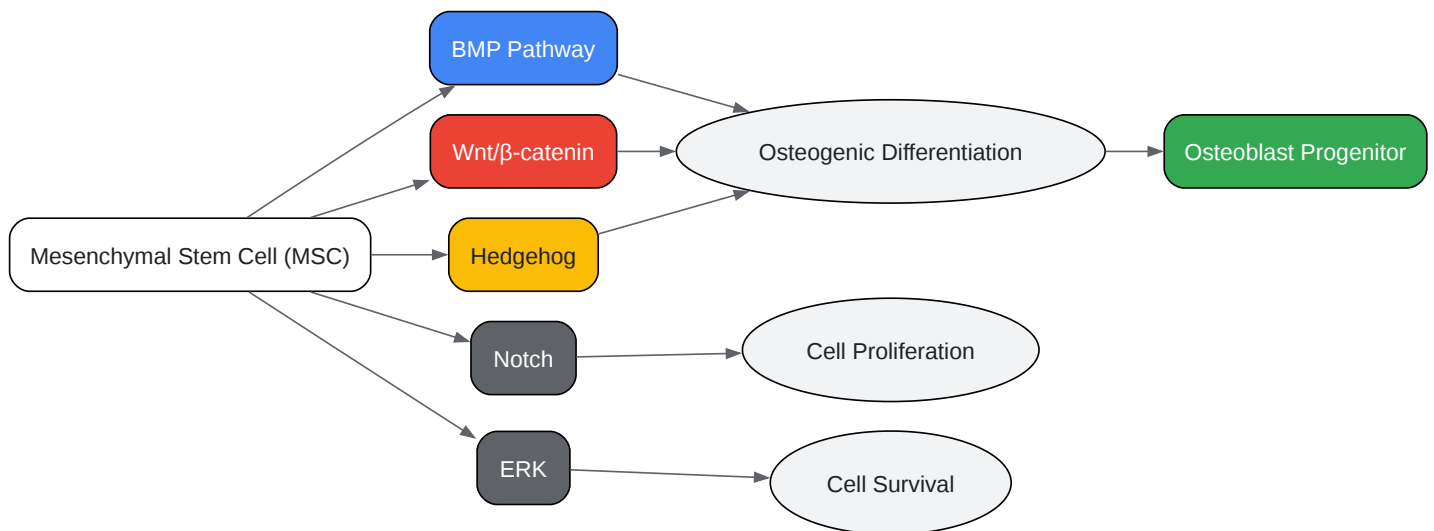 BMP Pathway
Wnt/β-catenin
Osteogenic Differentiation
Osteoblast Progenitor
Mesenchymal Stem Cell (MSC)
Hedgehog
Notch
Cell Proliferation
ERK
Cell Survival